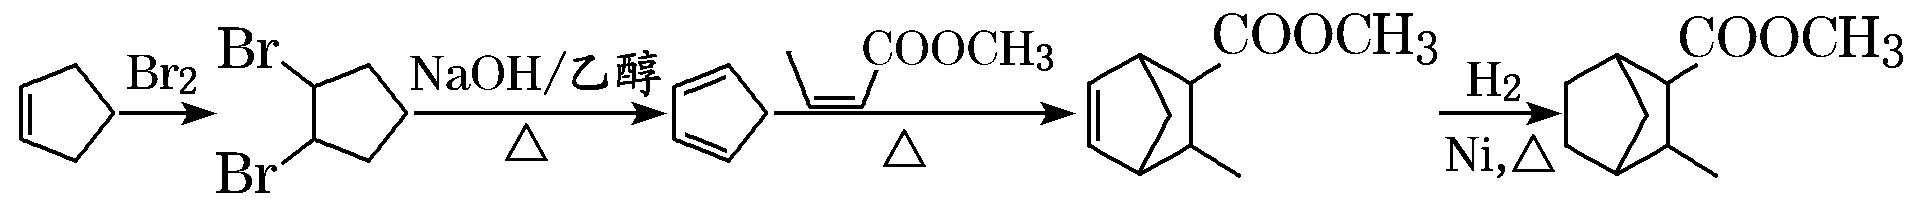 Br2
Br
Br
NaOH/乙醇
△
COOCH3
△
COOCH3
H2
Ni,△
COOCH3